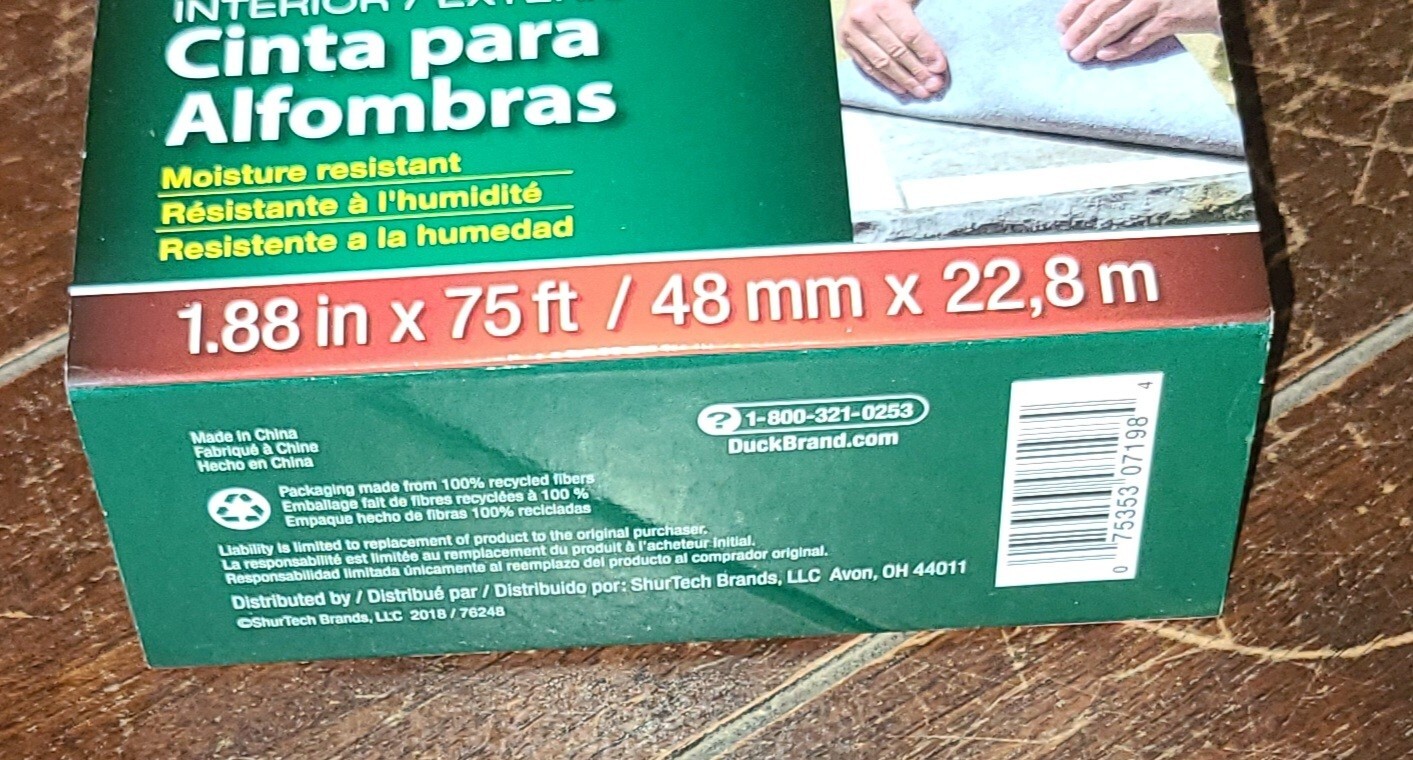 INTERIOR /
Cinta para
Alfombras
Moisture resistant
Résistante à l'humidité
Resistente a la humedad
1.88 in x 75 ft / 48 mm x 22,8 m
? 1-800-321-0253
DuckBrand.com
Made in China
Fabriqué à Chine
Hecho en China
Packaging made from 100% recycled fibers
Emballage fait de fibres recyclées à 100 %
Empaque hecho de fibras 100% recicladas
Liability is limited to replacement of product to the original purchaser.
La responsabilité est limitée au remplacement du produit à l'acheteur initial.
Responsabilidad limitada únicamente al reemplazo del producto al comprador original.
Distributed by / Distribué par / Distribuido por: ShurTech Brands, LLC Avon, OH 44011
©ShurTech Brands, LLC 2018 / 76248
0 75353 07198 4